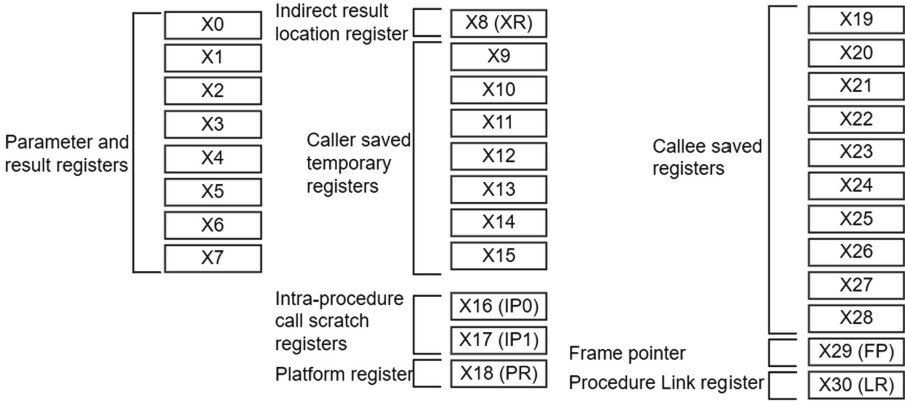 Parameter and
result registers
X0
X1
X2
X3
X4
X5
X6
X7
Indirect result
location register
X8 (XR)
Caller saved
temporary
registers
X9
X10
X11
X12
X13
X14
X15
Intra-procedure
call scratch
registers
X16 (IP0)
X17 (IP1)
Platform register
X18 (PR)
Callee saved
registers
X19
X20
X21
X22
X23
X24
X25
X26
X27
X28
Frame pointer
X29 (FP)
Procedure Link register
X30 (LR)